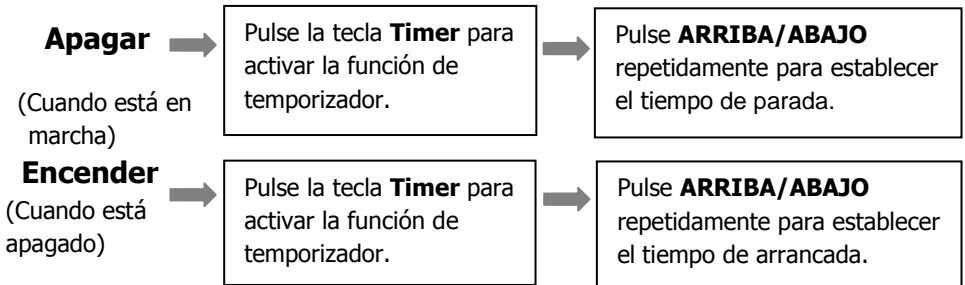 Apagar
(Cuando está en
marcha)
Pulse la tecla Timer para
activar la función de
temporizador.
Pulse ARRIBA/ABAJO
repetidamente para establecer
el tiempo de parada.
Encender
(Cuando está
apagado)
Pulse la tecla Timer para
activar la función de
temporizador.
Pulse ARRIBA/ABAJO
repetidamente para establecer
el tiempo de arrancada.